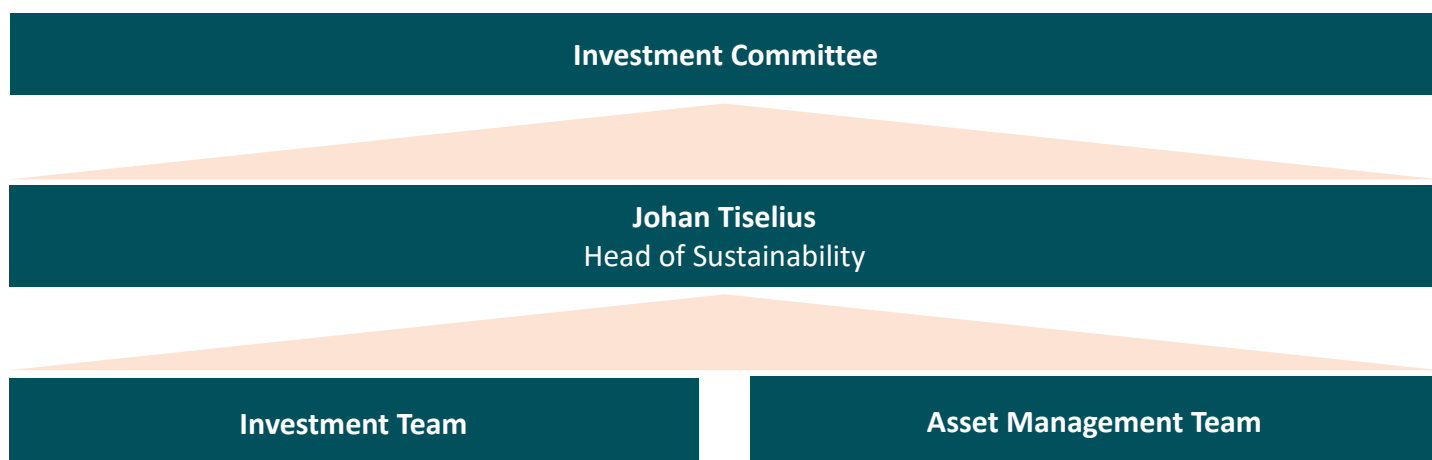 Investment Committee
Johan Tiselius
Head of Sustainability
Investment Team
Asset Management Team